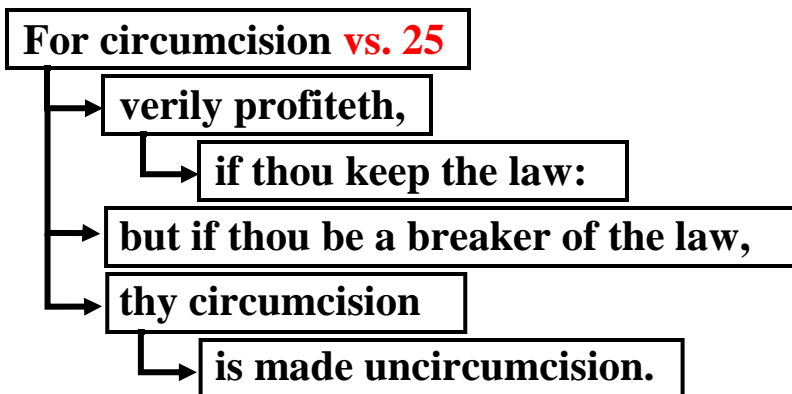 For circumcision vs. 25
verily profiteth,
if thou keep the law:
but if thou be a breaker of the law,
thy circumcision
is made uncircumcision.